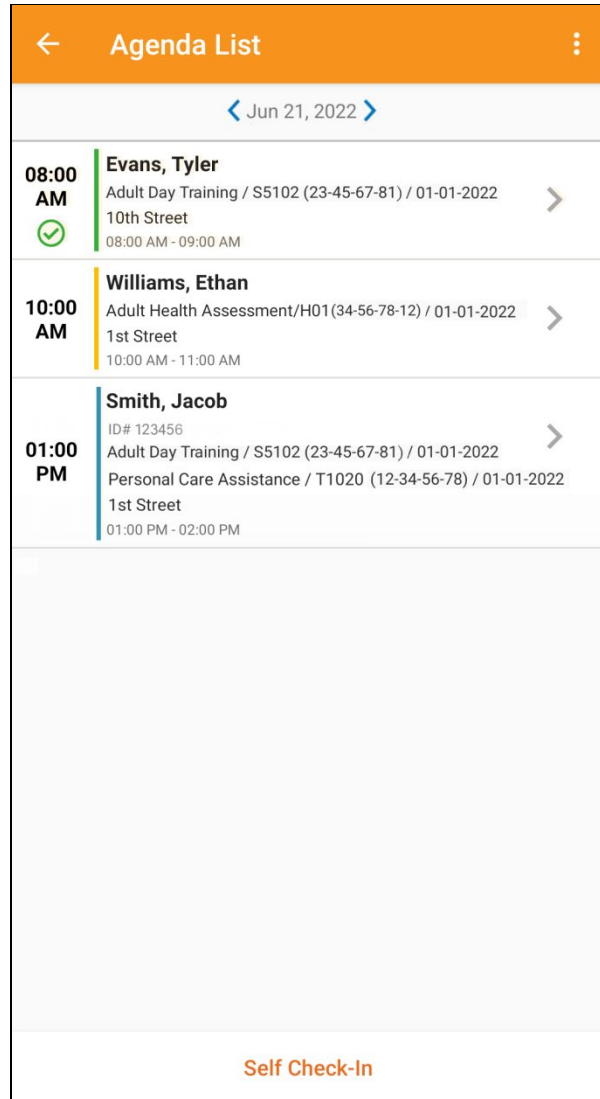 Agenda List
Jun 21, 2022
08:00
AM
Evans, Tyler
Adult Day Training / S5102 (23-45-67-81) / 01-01-2022
10th Street
08:00 AM - 09:00 AM
10:00
AM
Williams, Ethan
Adult Health Assessment/H01(34-56-78-12) / 01-01-2022
1st Street
10:00 AM - 11:00 AM
01:00
PM
Smith, Jacob
ID# 123456
Adult Day Training / S5102 (23-45-67-81) / 01-01-2022
Personal Care Assistance / T1020 (12-34-56-78) / 01-01-2022
1st Street
01:00 PM - 02:00 PM
Self Check-In